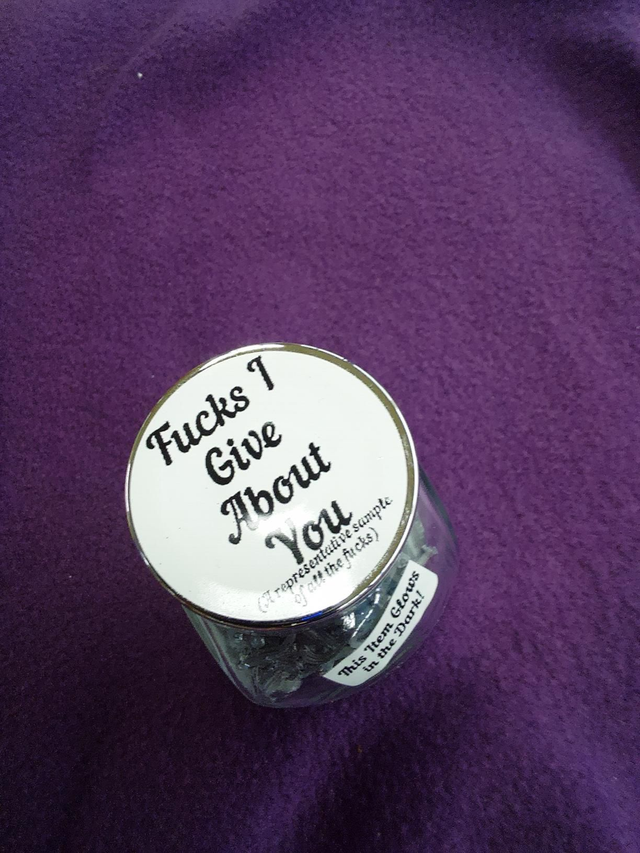 Fucks I
Give
About
You
(A representative sample
of all the fucks)
This Item Glows
in the Dark!